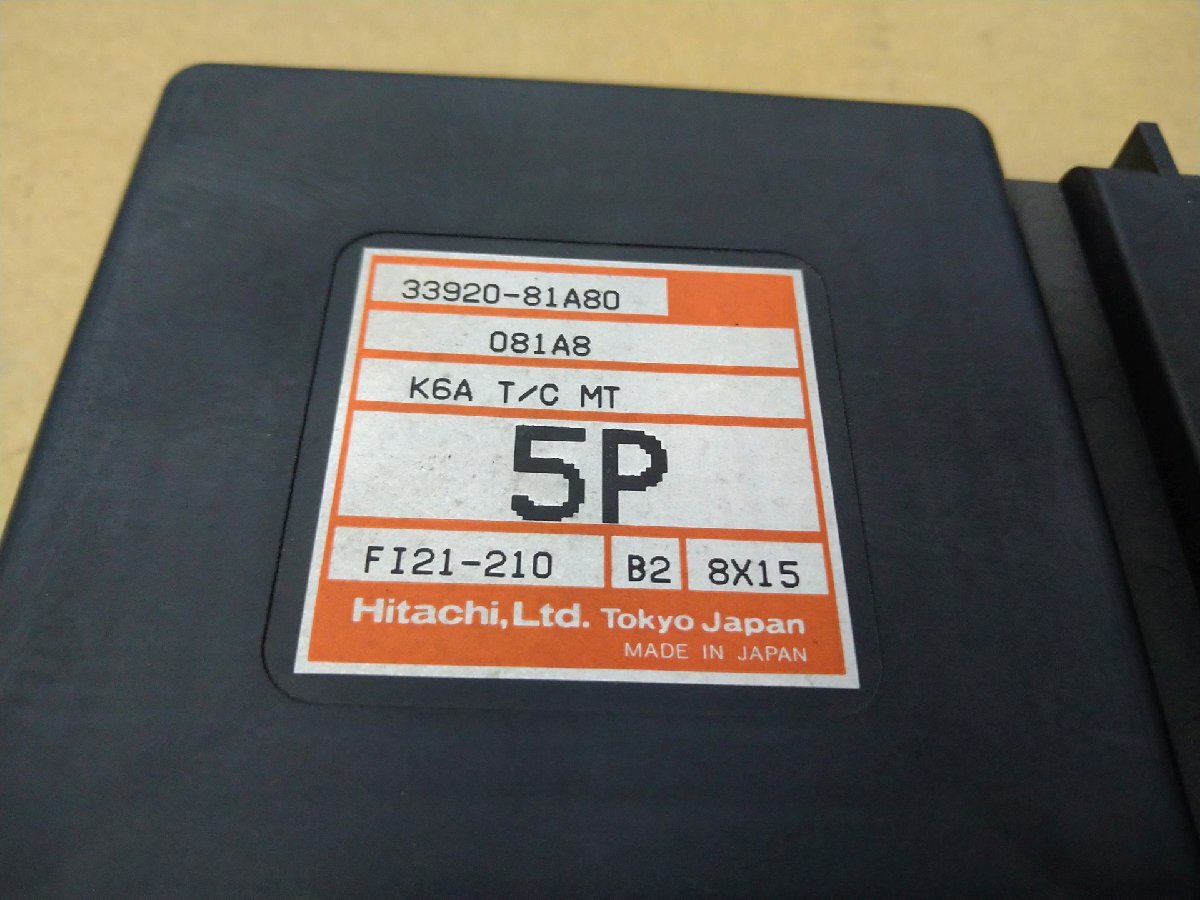 33920-81A80
081A8
K6A T/C MT
5P
FI21-210 B2 8X15
Hitachi,Ltd. Tokyo Japan
MADE IN JAPAN